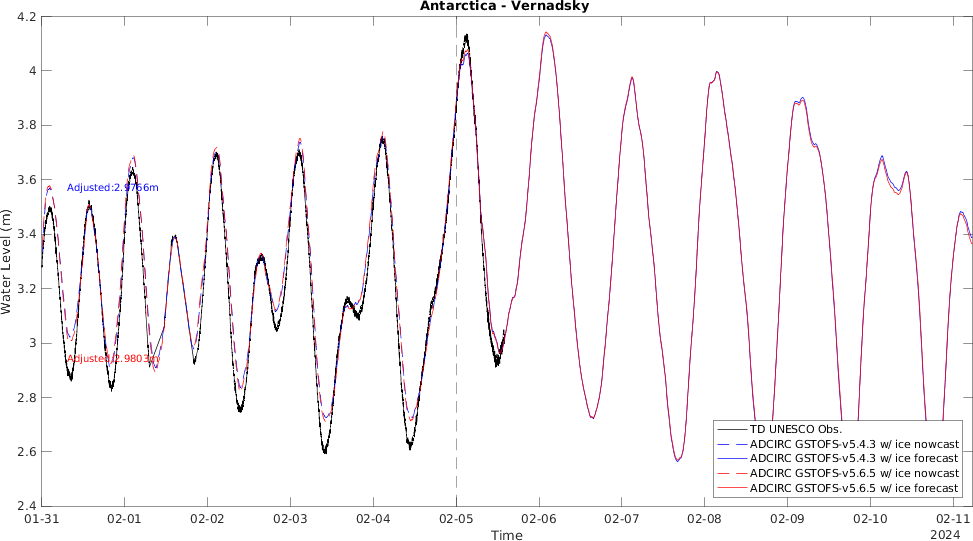 Antarctica - Vernadsky
4.2
4
3.8
3.6
3.4
3.2
3
2.8
2.6
2.4
Water Level (m)
Adjusted:2.9766m
Adjusted:2.9803m
TD UNESCO Obs.
ADCIRC GSTOFS-v5.4.3 w/ ice nowcast
ADCIRC GSTOFS-v5.4.3 w/ ice forecast
ADCIRC GSTOFS-v5.6.5 w/ ice nowcast
ADCIRC GSTOFS-v5.6.5 w/ ice forecast
01-31 02-01 02-02 02-03 02-04 02-05 02-06 02-07 02-08 02-09 02-10 02-11
Time 2024